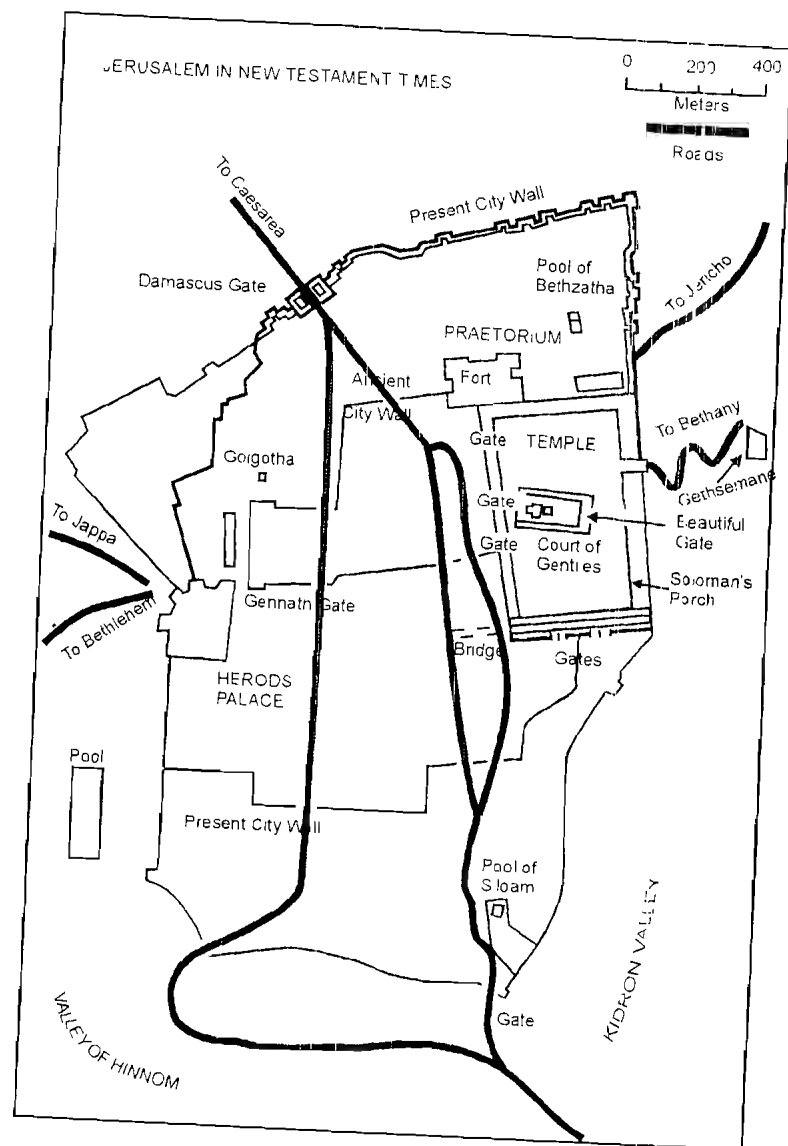 JERUSALEM IN NEW TESTAMENT TIMES
0 200 400
Meters
Roads
To Caesarea
Present City Wall
Damascus Gate
Pool of
Bethzatha
To Jericho
PRAETORIUM
Ancient
City Wall
Fort
Gate
TEMPLE
To Bethany
Gorgotha
Gethsemane
Gate
Beautiful
Gate
To Jappa
Gate
Court of
Gentiles
Soloman's
Porch
To Bethlehem
Gennath Gate
Bridge
Gates
HERODS
PALACE
Pool
Present City Wall
Pool of
Siloam
KIDRON VALLEY
Gate
VALLEY OF HINNOM